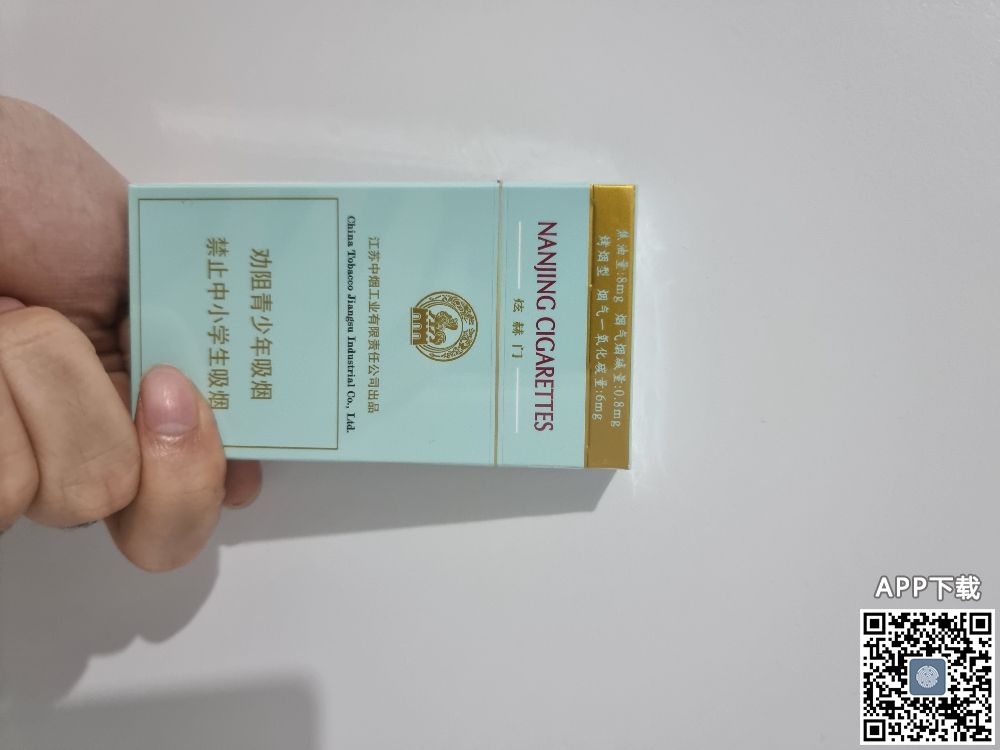 焦油量:8mg 烟气烟碱量:0.8mg
烤烟型 烟气一氧化碳量:6mg
NANJING CIGARETTES
炫赫门
江苏中烟工业有限责任公司出品
China Tobacco Jiangsu Industrial Co., Ltd.
劝阻青少年吸烟
禁止中小学生吸烟
APP下载